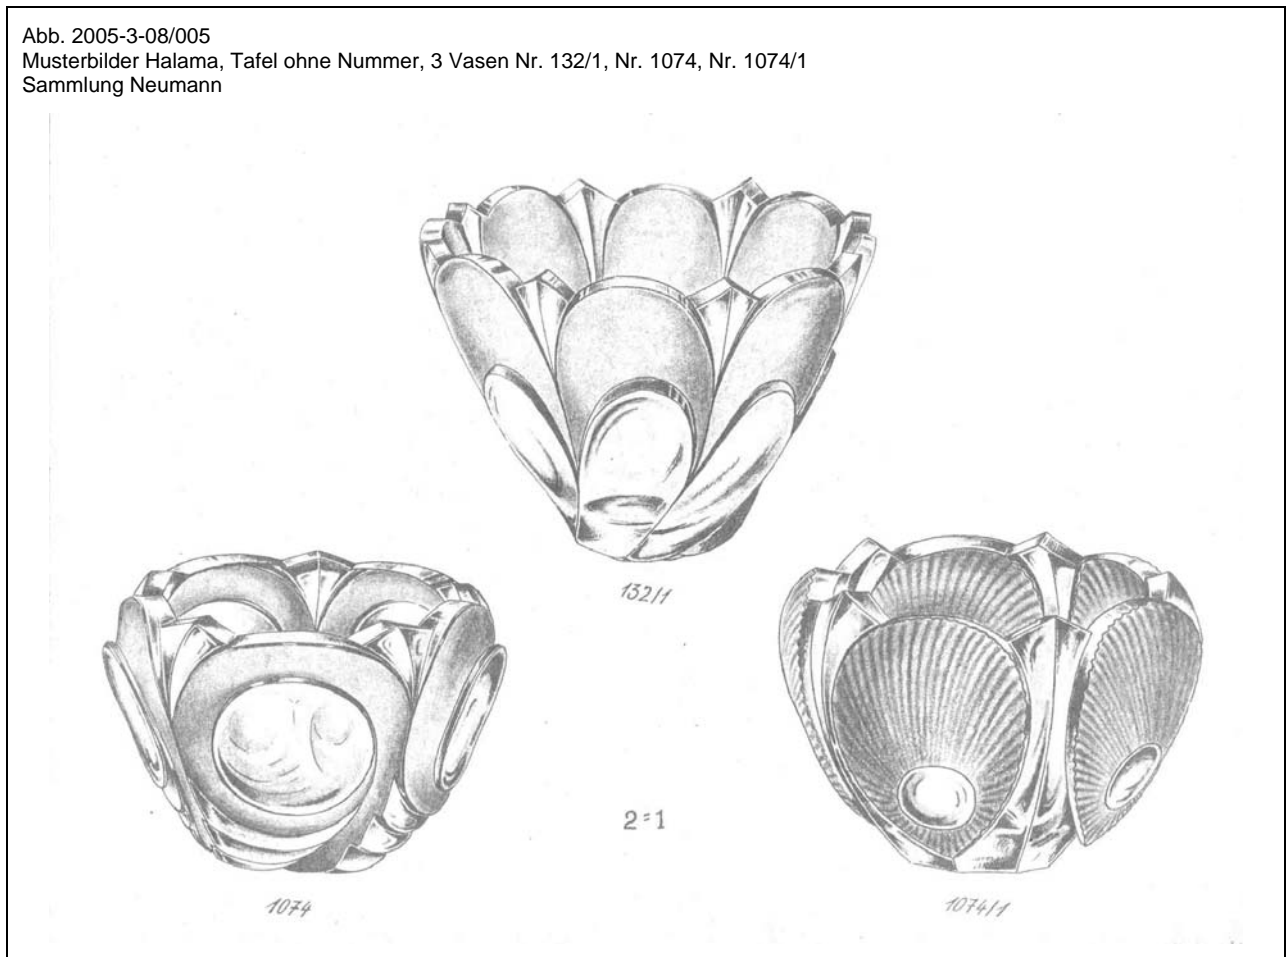 Abb. 2005-3-08/005
Musterbilder Halama, Tafel ohne Nummer, 3 Vasen Nr. 132/1, Nr. 1074, Nr. 1074/1
Sammlung Neumann
132/1
2=1
1074
1074/1